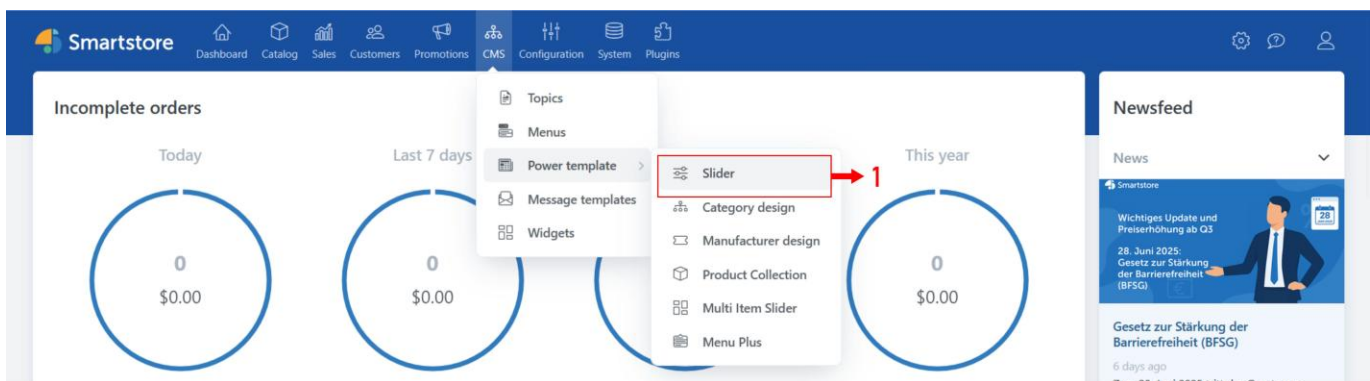 Smartstore
Dashboard Catalog Sales Customers Promotions CMS Configuration System Plugins
Incomplete orders
Today
Last 7 days
This year
0
$0.00
0
$0.00
0
$0.00
Topics
Menus
Power template
Message templates
Widgets
Slider
1
Category design
Manufacturer design
Product Collection
Multi Item Slider
Menu Plus
Newsfeed
News
Smartstore
Wichtiges Update und
Preiserhöhung ab Q3
28. Juni 2025:
Gesetz zur Stärkung
der Barrierefreiheit
(BFSG)
28
Gesetz zur Stärkung der
Barrierefreiheit (BFSG)
6 days ago